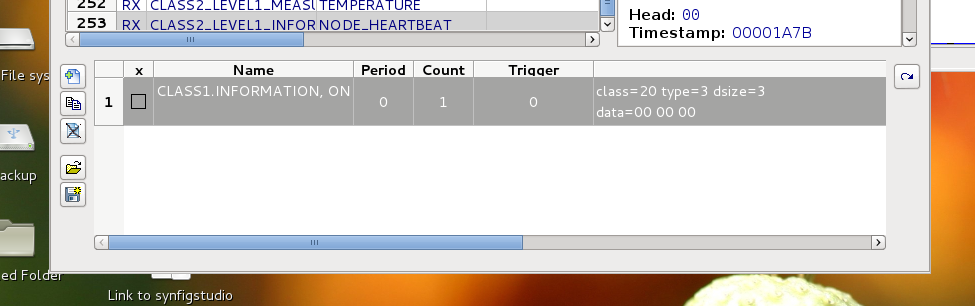 252 RX CLASS2_LEVEL1_MEASU TEMPERATURE
253 RX CLASS2_LEVEL1_INFOR NODE_HEARTBEAT
Head: 00
Timestamp: 00001A7B
x Name Period Count Trigger
1 CLASS1.INFORMATION, ON 0 1 0 class=20 type=3 dsize=3
data=00 00 00
File sys
ackup
ed Folder
Link to synfigstudio